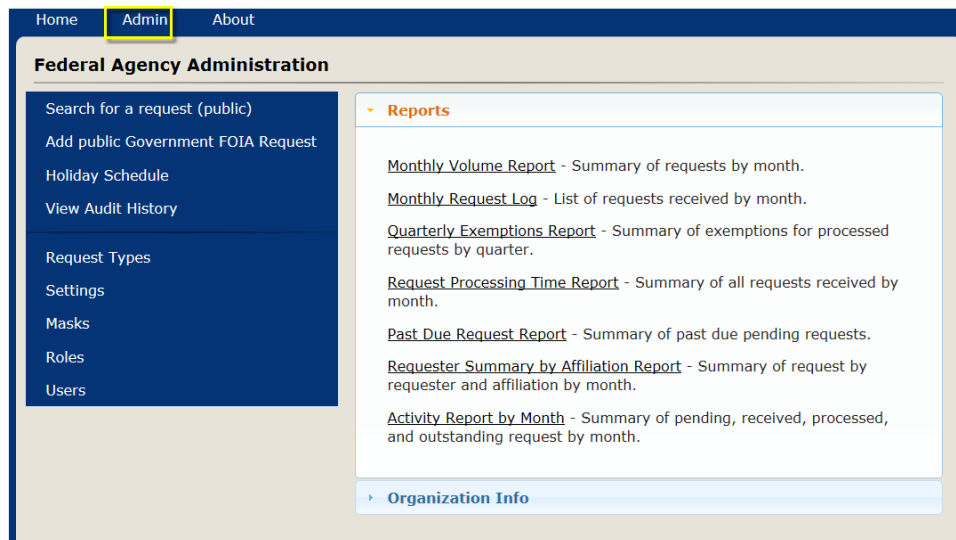 Home Admin About
Federal Agency Administration
Search for a request (public)
Add public Government FOIA Request
Holiday Schedule
View Audit History
Request Types
Settings
Masks
Roles
Users
Reports
Monthly Volume Report - Summary of requests by month.
Monthly Request Log - List of requests received by month.
Quarterly Exemptions Report - Summary of exemptions for processed
requests by quarter.
Request Processing Time Report - Summary of all requests received by
month.
Past Due Request Report - Summary of past due pending requests.
Requester Summary by Affiliation Report - Summary of request by
requester and affiliation by month.
Activity Report by Month - Summary of pending, received, processed,
and outstanding request by month.
Organization Info